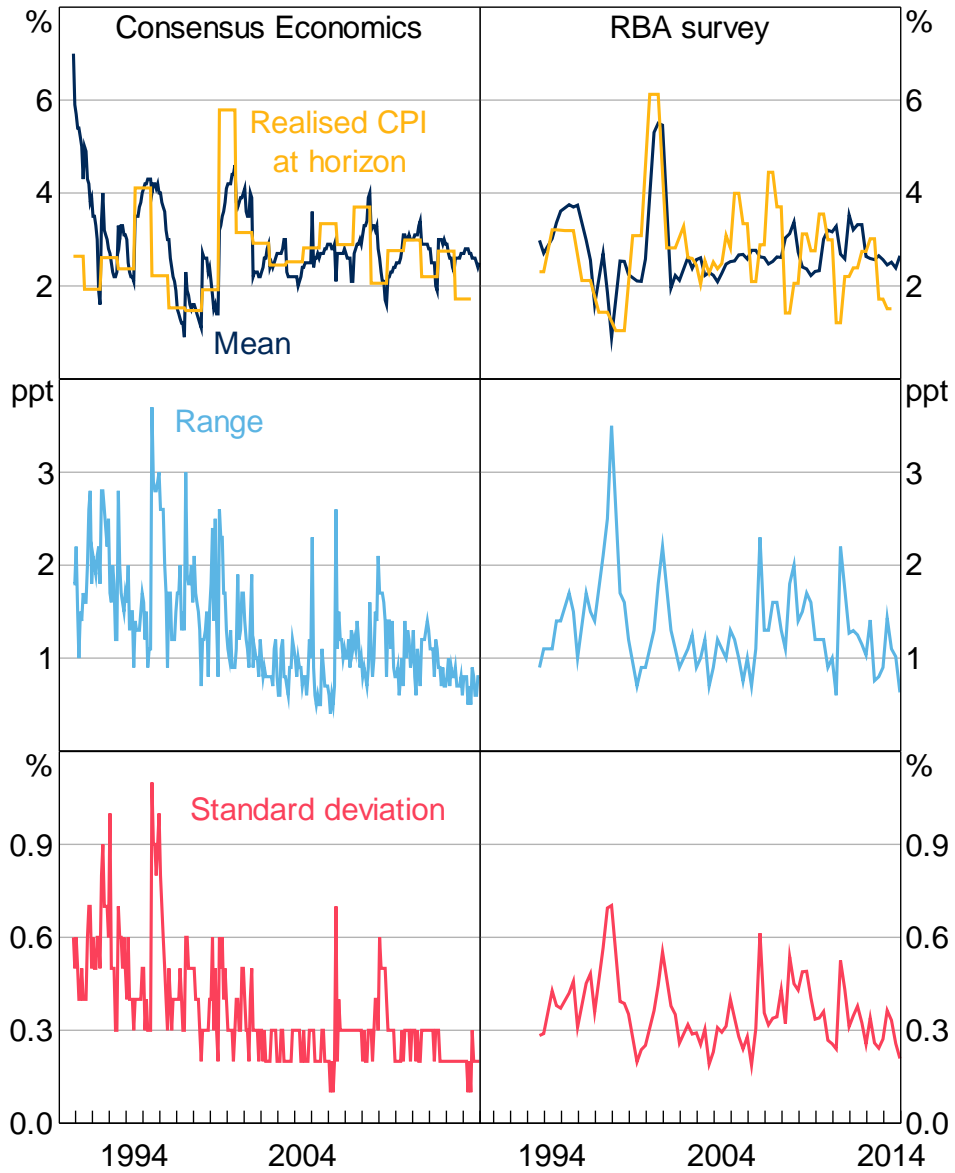 % Consensus Economics RBA survey %
6 6
Realised CPI
at horizon
4 4
2 2
Mean
ppt ppt
Range
3 3
2 2
1 1
% %
Standard deviation
0.9 0.9
0.6 0.6
0.3 0.3
0.0 0.0
1994 2004 1994 2004 2014